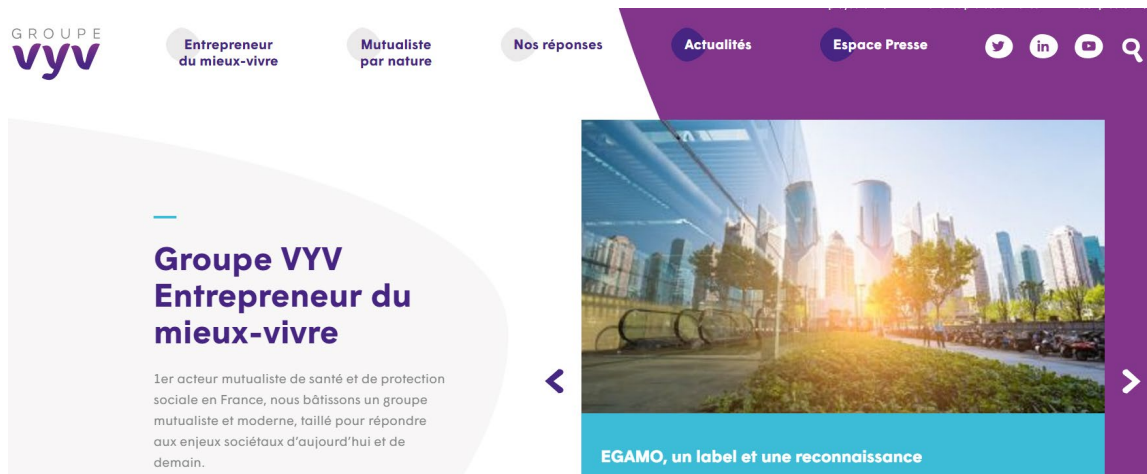 GROUPE
vyv
Entrepreneur
du mieux-vivre
Mutualiste
par nature
Nos réponses
Actualités
Espace Presse
in
Groupe VYV
Entrepreneur du
mieux-vivre
1er acteur mutualiste de santé et de protection
sociale en France, nous bâtissons un groupe
mutualiste et moderne, taillé pour répondre
aux enjeux sociétaux d'aujourd'hui et de
demain.
EGAMO, un label et une reconnaissance